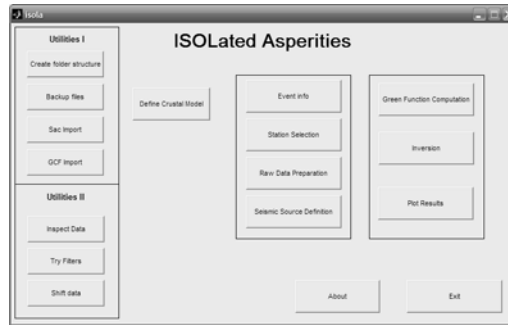 Isola
ISOLated Asperities
Utilities I
Create folder structure
Backup files
Sac Import
GCF Import
Utilities II
Inspect Data
Try Filters
Shift data
Define Crustal Model
Event info
Station Selection
Raw Data Preparation
Seismic Source Definition
Green Function Computation
Inversion
Plot Results
About
Exit